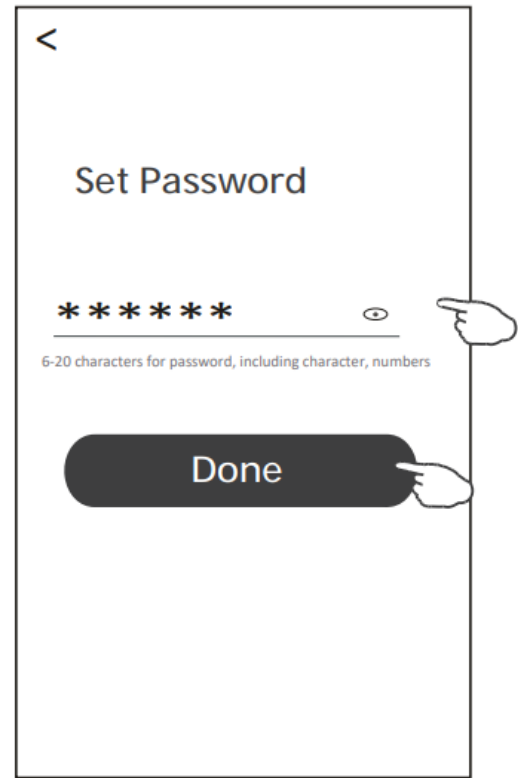 <
Set Password
******
6-20 characters for password, including character, numbers
Done